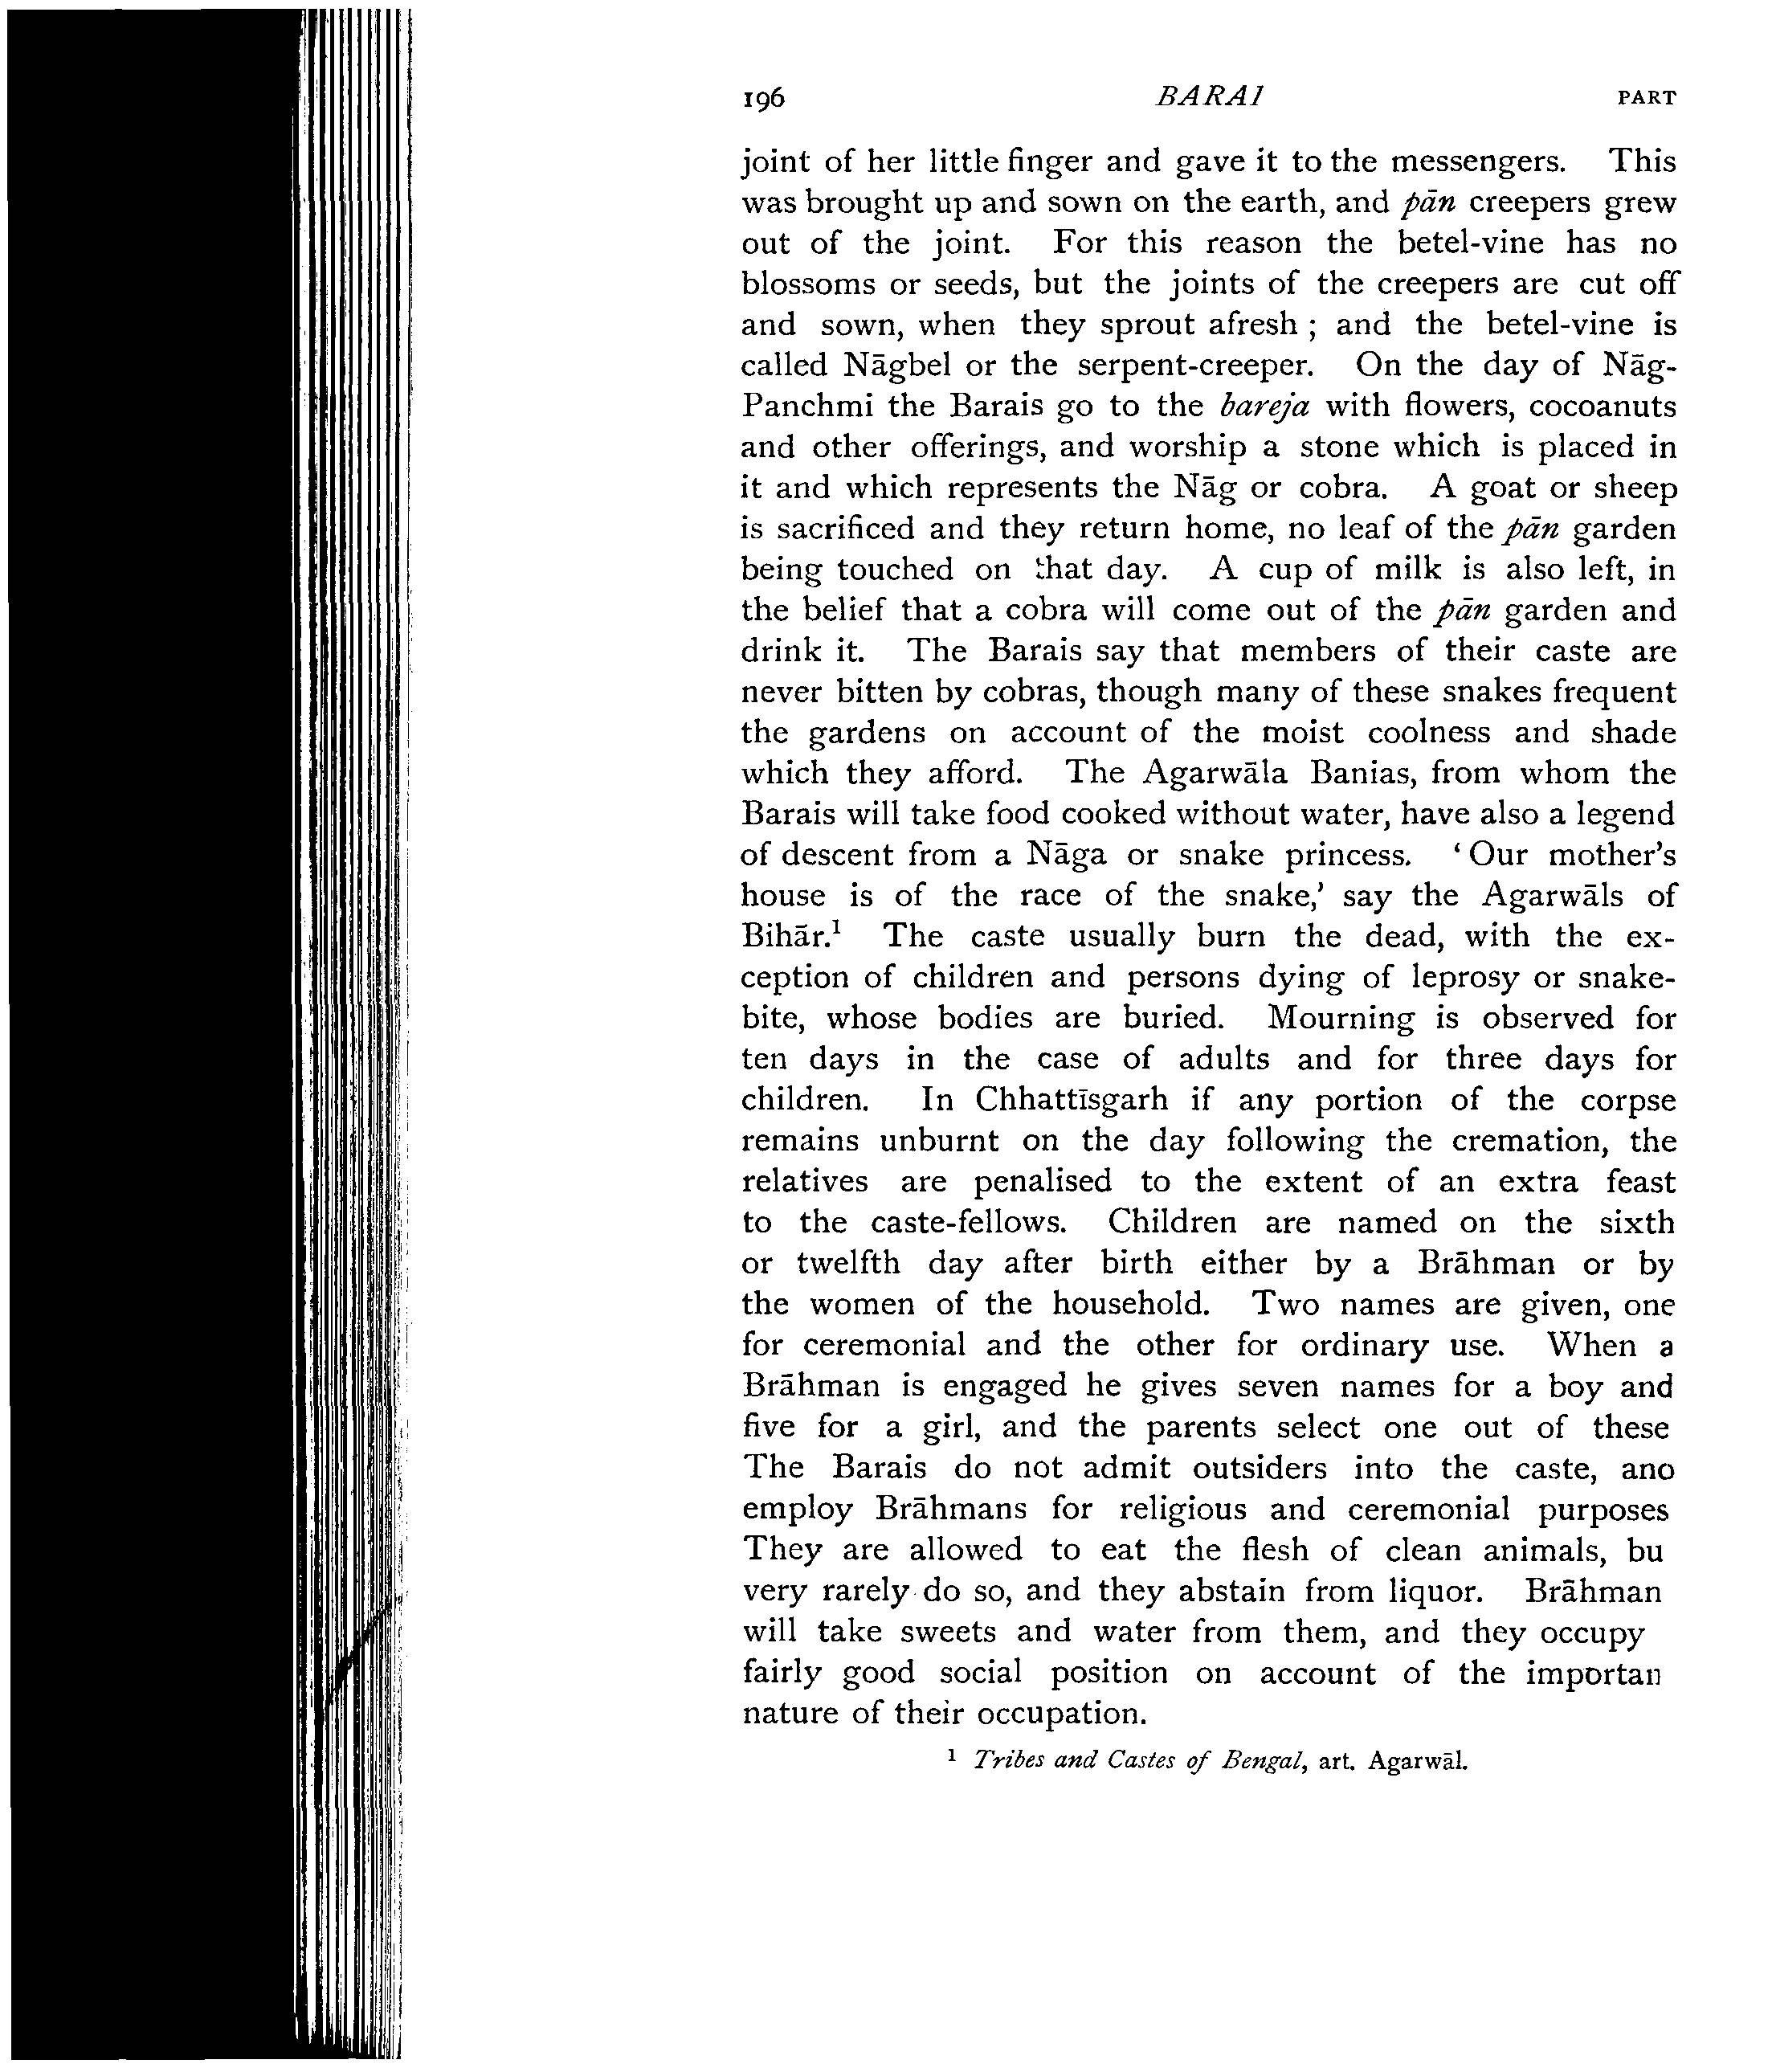 196 BARAI PART
joint of her little finger and gave it to the messengers. This
was brought up and sown on the earth, and pān creepers grew
out of the joint. For this reason the betel-vine has no
blossoms or seeds, but the joints of the creepers are cut off
and sown, when they sprout afresh ; and the betel-vine is
called Nāgbel or the serpent-creeper. On the day of Nāg-
Panchmi the Barais go to the bareja with flowers, cocoanuts
and other offerings, and worship a stone which is placed in
it and which represents the Nāg or cobra. A goat or sheep
is sacrificed and they return home, no leaf of the pān garden
being touched on that day. A cup of milk is also left, in
the belief that a cobra will come out of the pān garden and
drink it. The Barais say that members of their caste are
never bitten by cobras, though many of these snakes frequent
the gardens on account of the moist coolness and shade
which they afford. The Agarwāla Banias, from whom the
Barais will take food cooked without water, have also a legend
of descent from a Nāga or snake princess. ‘ Our mother’s
house is of the race of the snake,’ say the Agarwāls of
Bihār.¹ The caste usually burn the dead, with the ex-
ception of children and persons dying of leprosy or snake-
bite, whose bodies are buried. Mourning is observed for
ten days in the case of adults and for three days for
children. In Chhattīsgarh if any portion of the corpse
remains unburnt on the day following the cremation, the
relatives are penalised to the extent of an extra feast
to the caste-fellows. Children are named on the sixth
or twelfth day after birth either by a Brāhman or by
the women of the household. Two names are given, one
for ceremonial and the other for ordinary use. When a
Brāhman is engaged he gives seven names for a boy and
five for a girl, and the parents select one out of these
The Barais do not admit outsiders into the caste, ano
employ Brāhmans for religious and ceremonial purposes
They are allowed to eat the flesh of clean animals, bu
very rarely do so, and they abstain from liquor. Brāhman
will take sweets and water from them, and they occupy
fairly good social position on account of the importan
nature of their occupation.
¹ Tribes and Castes of Bengal, art. Agarwāl.